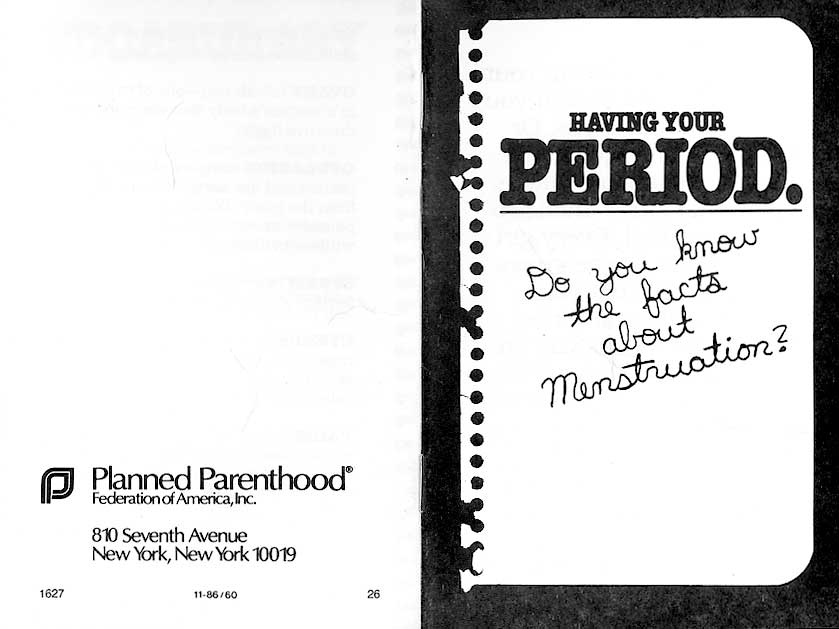 Planned Parenthood®
Federation of America, Inc.
810 Seventh Avenue
New York, New York 10019
1627
11-86/60
26
HAVING YOUR
PERIOD.
Do you know
the facts
about
Menstruation?